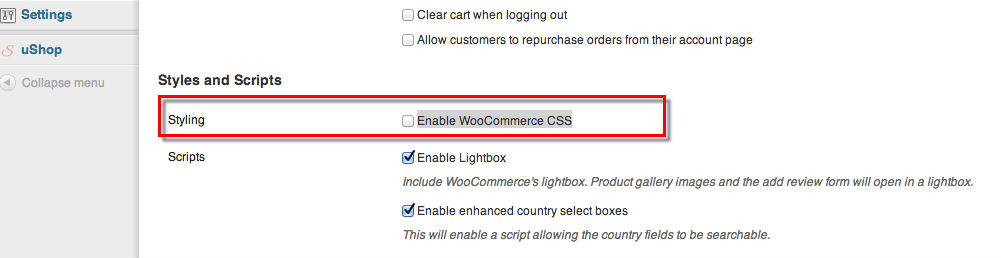 Settings
Clear cart when logging out
uShop
Allow customers to repurchase orders from their account page
Collapse menu
Styles and Scripts
Styling Enable WooCommerce CSS
Scripts Enable Lightbox
Include WooCommerce's lightbox. Product gallery images and the add review form will open in a lightbox.
Enable enhanced country select boxes
This will enable a script allowing the country fields to be searchable.